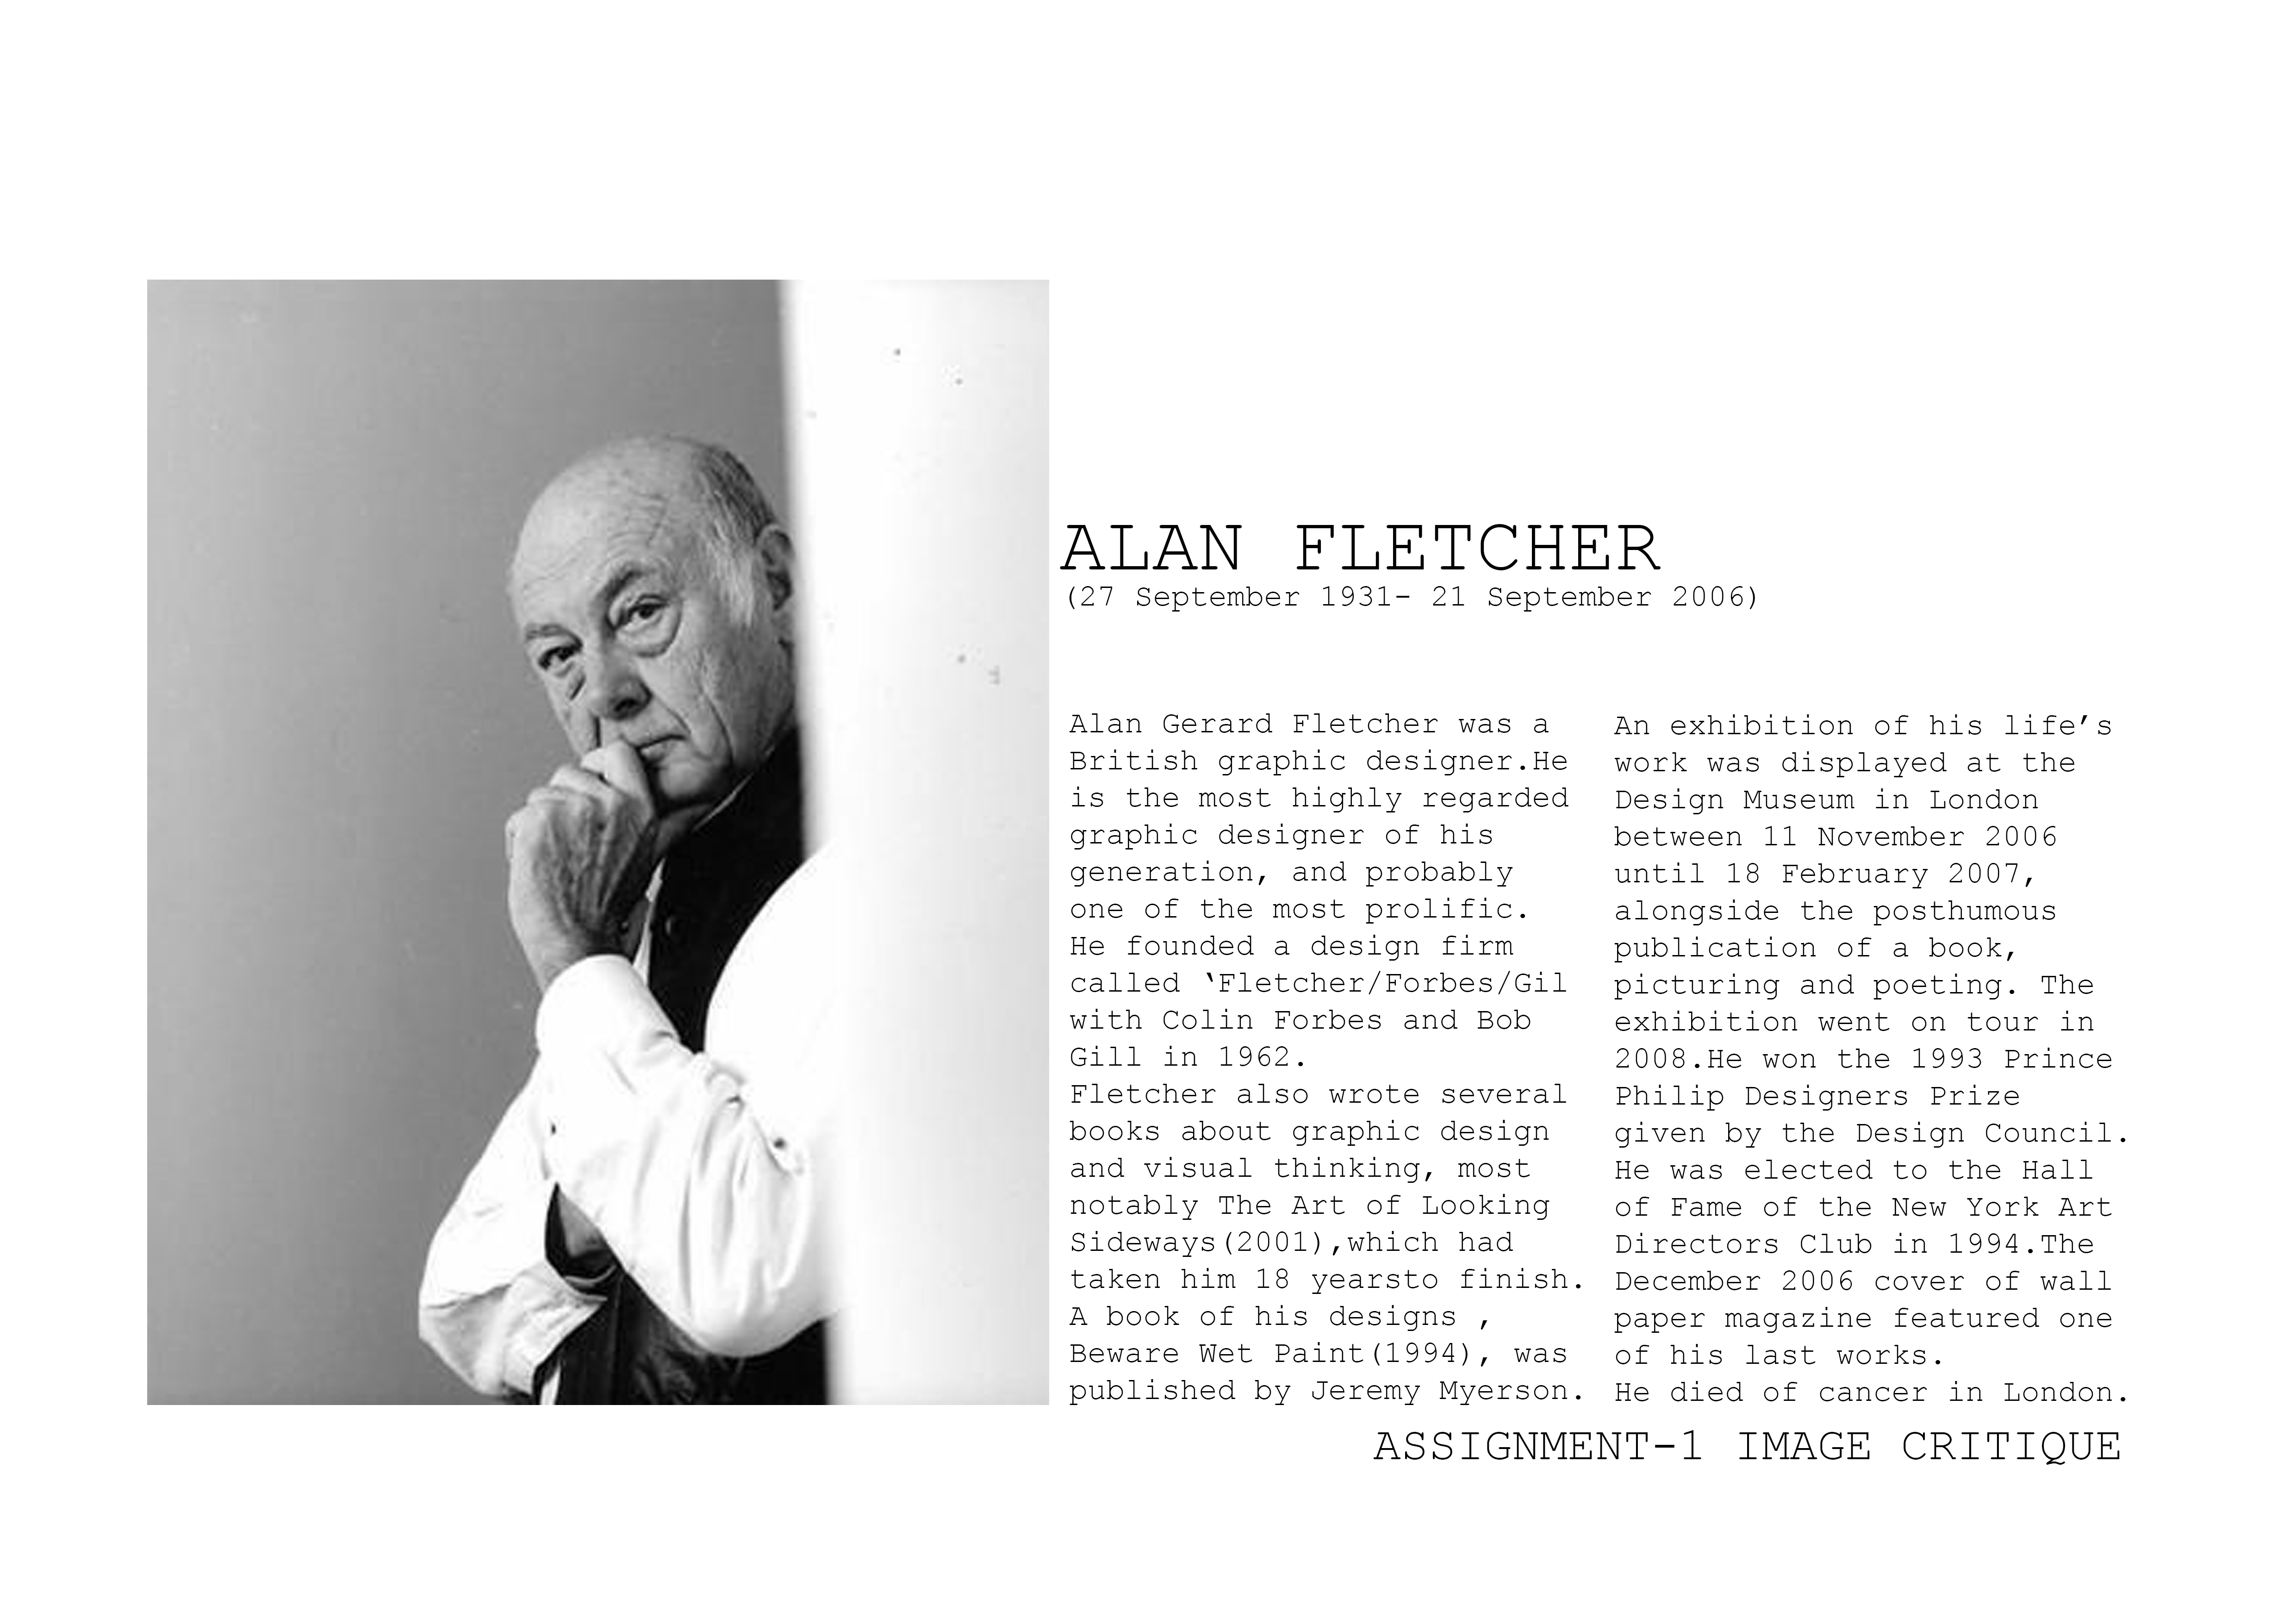 ALAN FLETCHER
(27 September 1931- 21 September 2006)
Alan Gerard Fletcher was a
British graphic designer.He
is the most highly regarded
graphic designer of his
generation, and probably
one of the most prolific.
He founded a design firm
called ‘Fletcher/Forbes/Gil
with Colin Forbes and Bob
Gill in 1962.
Fletcher also wrote several
books about graphic design
and visual thinking, most
notably The Art of Looking
Sideways(2001),which had
taken him 18 yearsto finish.
A book of his designs ,
Beware Wet Paint(1994), was
published by Jeremy Myerson.
An exhibition of his life’s
work was displayed at the
Design Museum in London
between 11 November 2006
until 18 February 2007,
alongside the posthumous
publication of a book,
picturing and poeting. The
exhibition went on tour in
2008.He won the 1993 Prince
Philip Designers Prize
given by the Design Council.
He was elected to the Hall
of Fame of the New York Art
Directors Club in 1994.The
December 2006 cover of wall
paper magazine featured one
of his last works.
He died of cancer in London.
ASSIGNMENT-1 IMAGE CRITIQUE